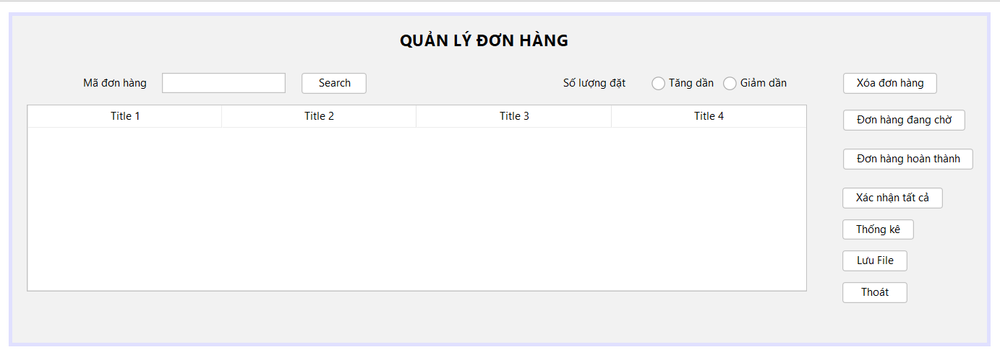 QUẢN LÝ ĐƠN HÀNG
Mã đơn hàng Search Số lượng đặt Tăng dần Giảm dần Xóa đơn hàng
Title 1 Title 2 Title 3 Title 4
Đơn hàng đang chờ
Đơn hàng hoàn thành
Xác nhận tất cả
Thống kê
Lưu File
Thoát